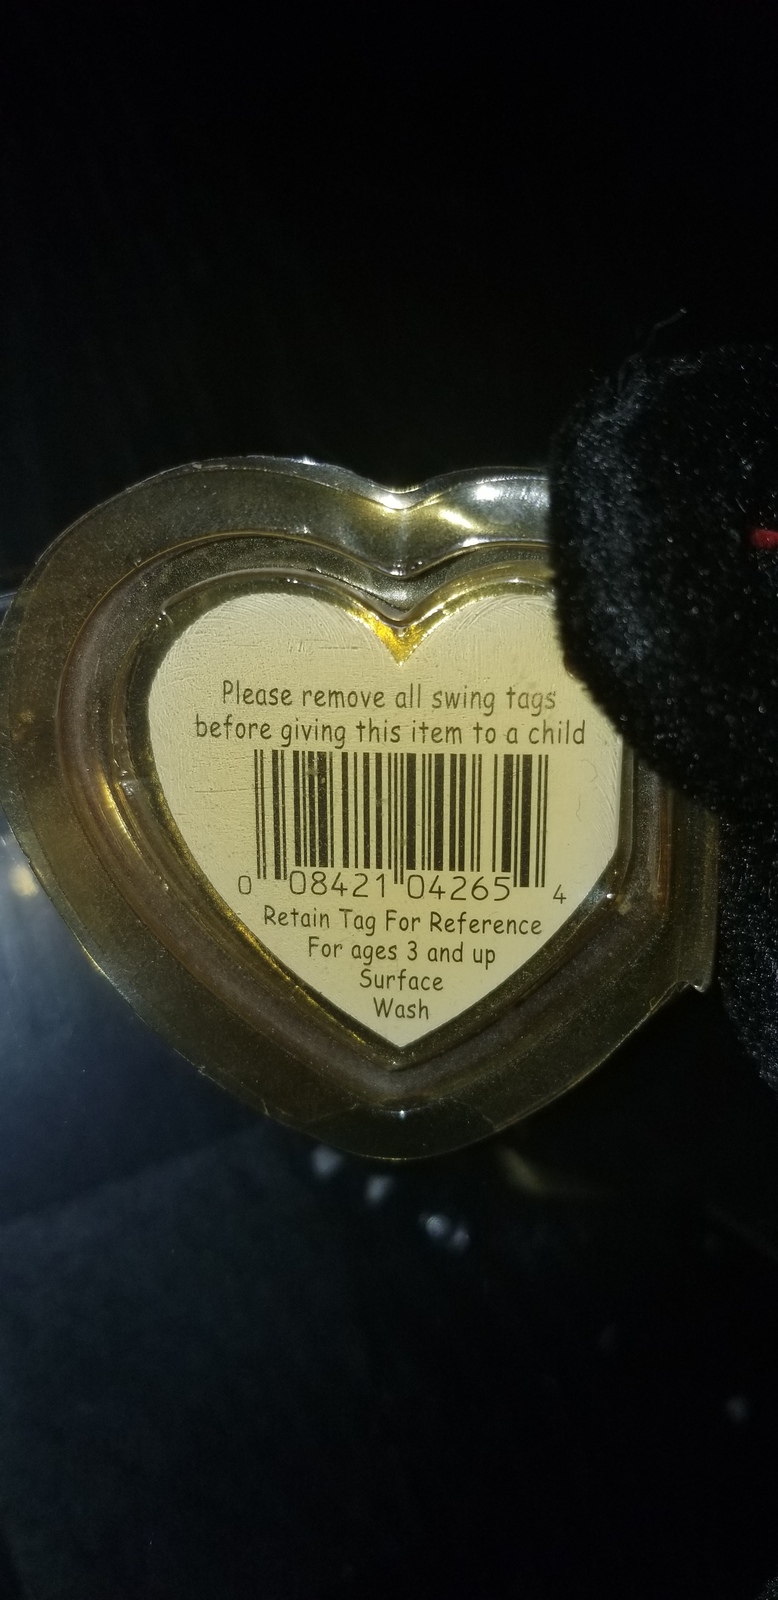 Please remove all swing tags
before giving this item to a child
0 08421 04265 4
Retain Tag For Reference
For ages 3 and up
Surface
Wash